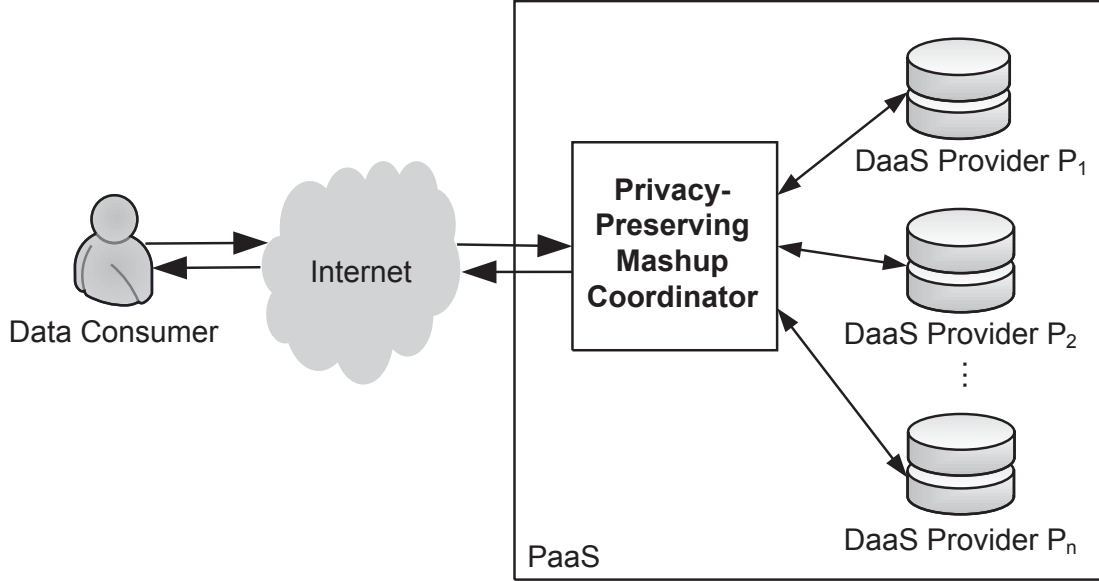 Data Consumer
Internet
Privacy-
Preserving
Mashup
Coordinator
DaaS Provider P₁
DaaS Provider P₂
⋮
DaaS Provider Pₙ
PaaS